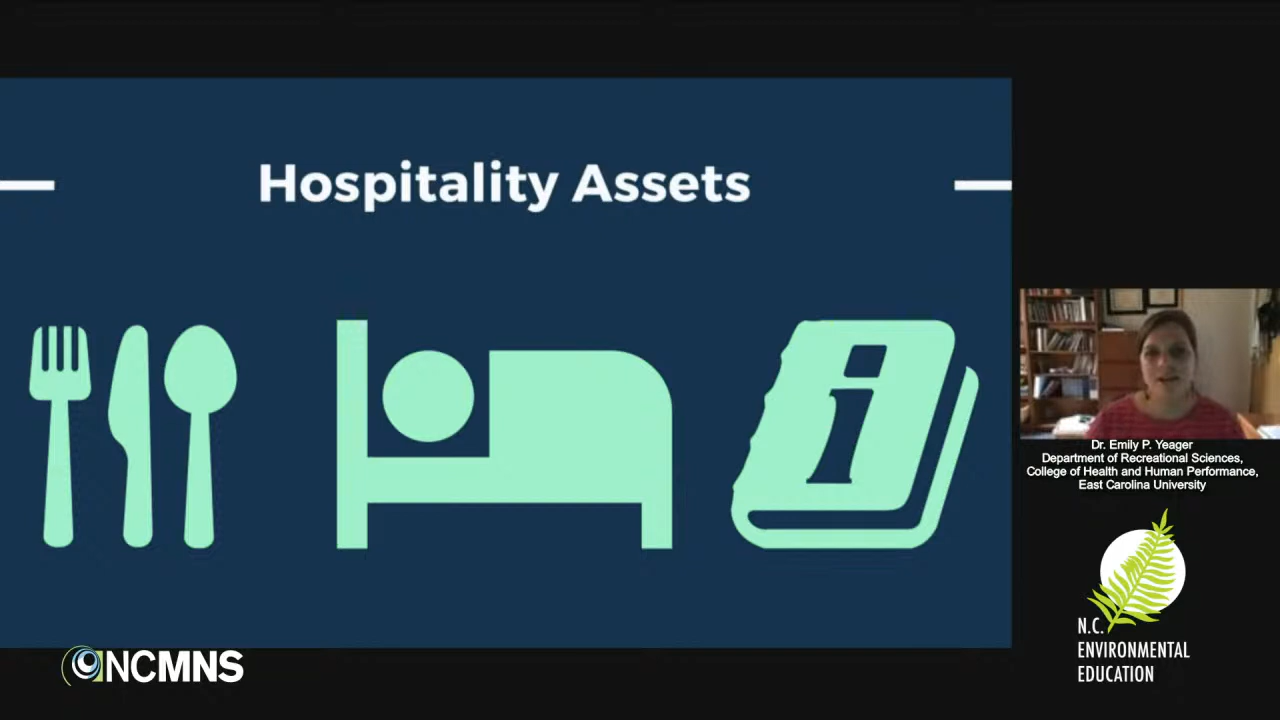 Hospitality Assets
i
Dr. Emily P. Yeager
Department of Recreational Sciences,
College of Health and Human Performance,
East Carolina University
N.C.
ENVIRONMENTAL
EDUCATION
NCMNS